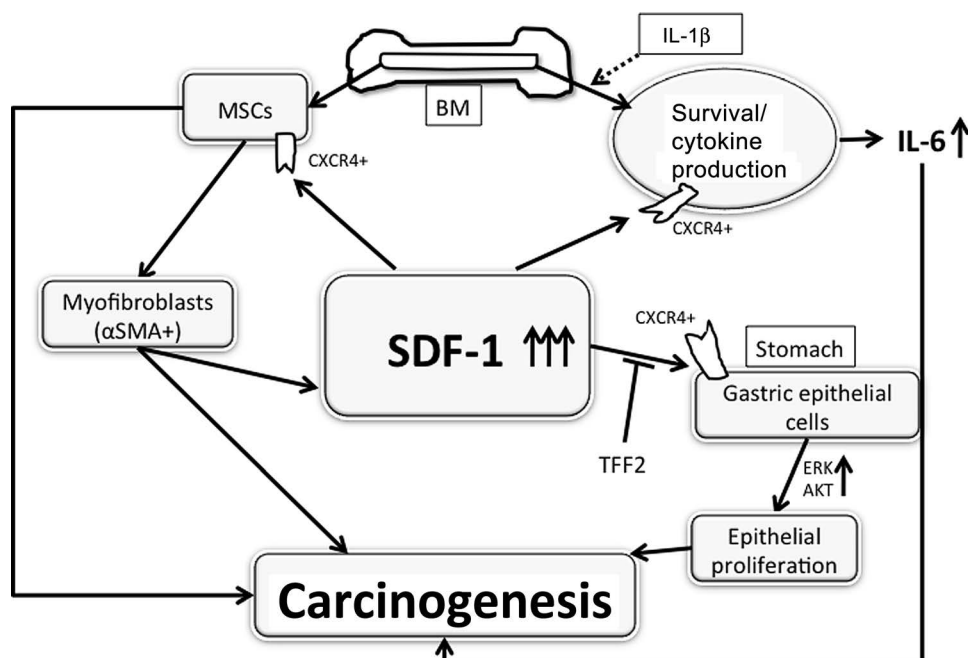 IL-1β
MSCs
BM
CXCR4+
Survival/
cytokine
production
IL-6
CXCR4+
Myofibroblasts
(αSMA+)
SDF-1
CXCR4+
Stomach
Gastric epithelial
cells
TFF2
ERK
AKT
Epithelial
proliferation
Carcinogenesis